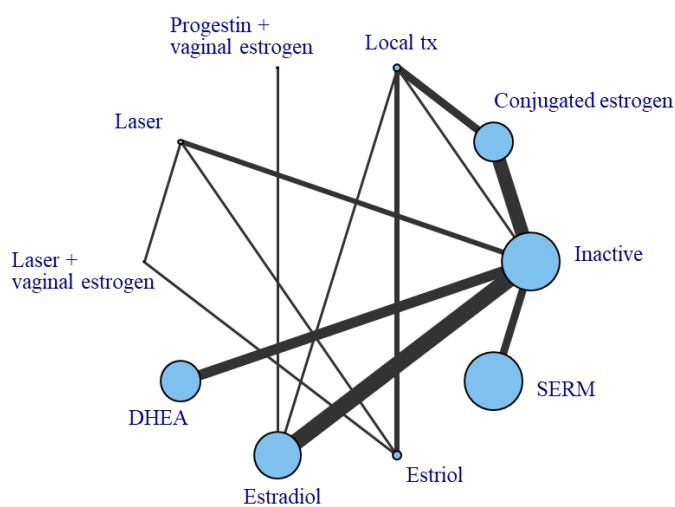 Progestin +
vaginal estrogen
Local tx
Conjugated estrogen
Laser
Inactive
Laser +
vaginal estrogen
SERM
DHEA
Estriol
Estradiol